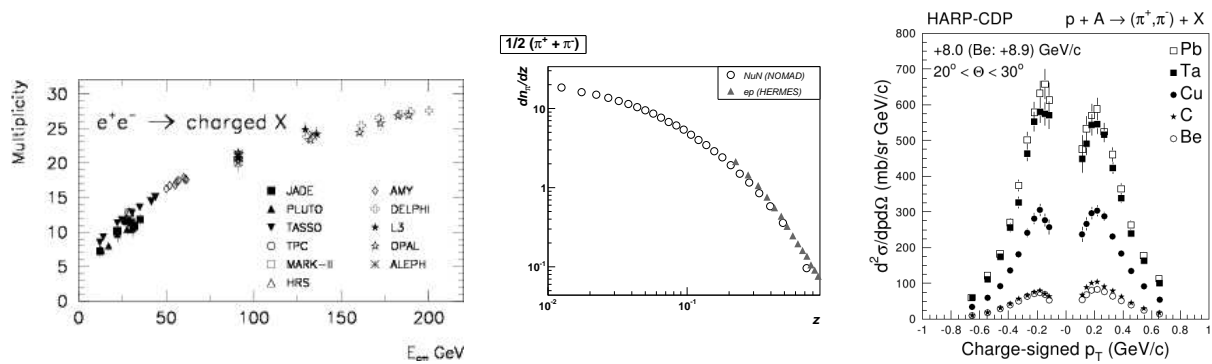 Multiplicity
30
25
20
15
10
5
0
e⁺e⁻ → charged X
JADE
PLUTO
TASSO
TPC
MARK-II
HRS
AMY
DELPHI
L3
OPAL
ALEPH
0 25 50 75 100 125 150 175 200 225
E_cm GeV
1/2 (π⁺ + π⁻)
dn_π/dz
10
1
10⁻¹
NuN (NOMAD)
ep (HERMES)
10⁻² 10⁻¹
z
HARP-CDP p + A → (π⁺,π⁻) + X
d²σ/dpdΩ (mb/sr GeV/c)
800
700
600
500
400
300
200
100
0
+8.0 (Be: +8.9) GeV/c
20° < Θ < 30°
Pb
Ta
Cu
C
Be
-1 -0.8 -0.6 -0.4 -0.2 -0 0.2 0.4 0.6 0.8 1
Charge-signed p_T (GeV/c)